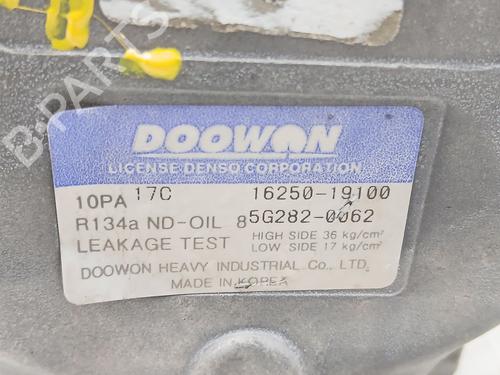 B-PARTS
DOOWON
LICENSE DENSO CORPORATION
10PA 17C 16250-19100
R134a ND-OIL 8 5G282-0062
LEAKAGE TEST HIGH SIDE 36 kg/cm² LOW SIDE 17 kg/cm²
DOOWON HEAVY INDUSTRIAL Co., LTD.
MADE IN KOREA